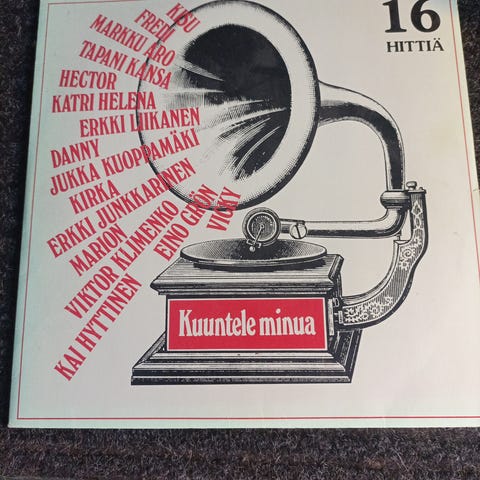 16
HITTIÄ
KISU
FREDI
MARKKU ARO
TAPANI KANSA
HECTOR
KATRI HELENA
ERKKI LIIKANEN
DANNY
JUKKA KUOPPAMÄKI
KIRKA
ERKKI JUNKKARINEN
MARION
VIKTOR KLIMENKO
KAI HYTTINEN
EINO GRÖN
VICKY
Kuuntele minua